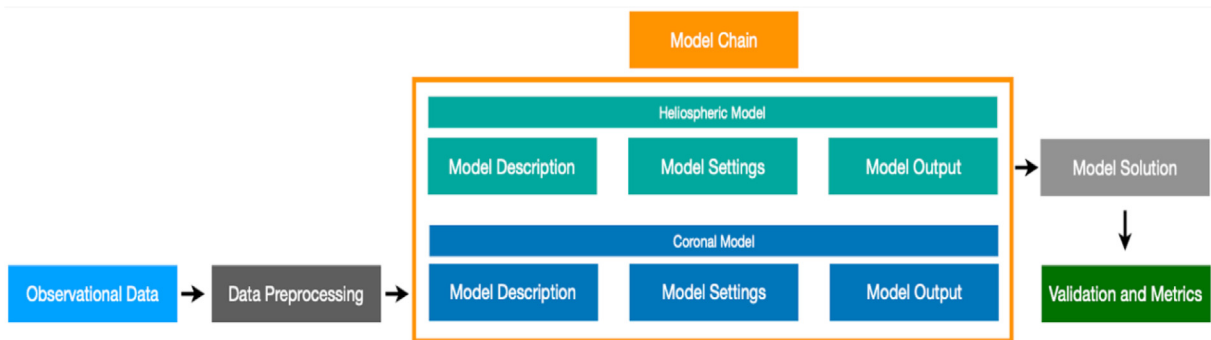 Model Chain
Heliospheric Model
Model Description
Model Settings
Model Output
Model Solution
Coronal Model
Observational Data
Data Preprocessing
Model Description
Model Settings
Model Output
Validation and Metrics